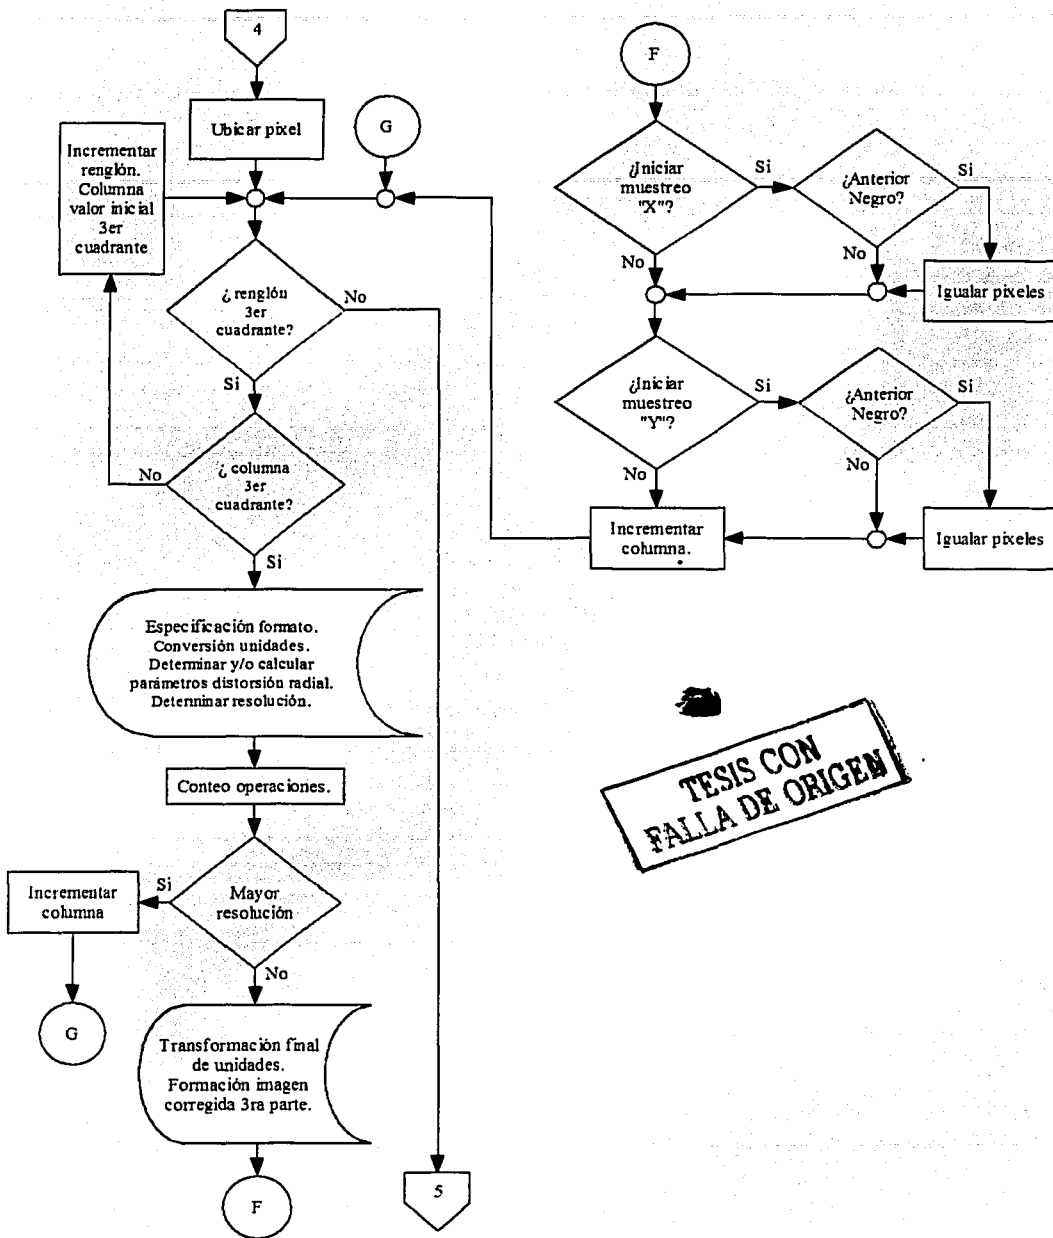 4
Ubicar pixel
G
Incrementar
renglón.
Columna
valor inicial
3er
cuadrante
¿ renglón
3er
cuadrante?
No
Si
¿ columna
3er
cuadrante?
No
Si
Especificación formato.
Conversión unidades.
Determinar y/o calcular
parámetros distorsión radial.
Determinar resolución.
Conteo operaciones.
Mayor
resolución
Si
No
Incrementar
columna
G
Transformación final
de unidades.
Formación imagen
corregida 3ra parte.
F
5
F
¿Iniciar
muestreo
"X"?
Si
No
¿Anterior
Negro?
Si
No
Igualar pixeles
¿Iniciar
muestreo
"Y"?
Si
No
¿Anterior
Negro?
Si
No
Igualar pixeles
Incrementar
columna.
TESIS CON
FALLA DE ORIGEN